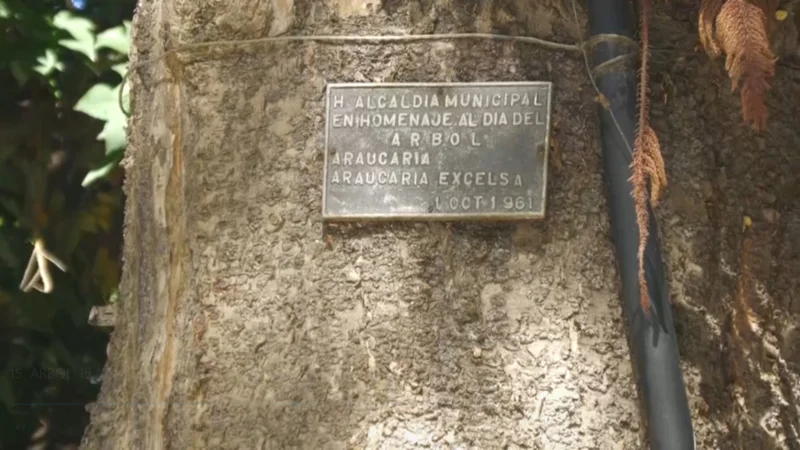 H. ALCALDIA MUNICIPAL
EN HOMENAJE AL DIA DEL
ARBOL
ARAUCARIA
ARAUCARIA EXCELSA
1. OCT 1961